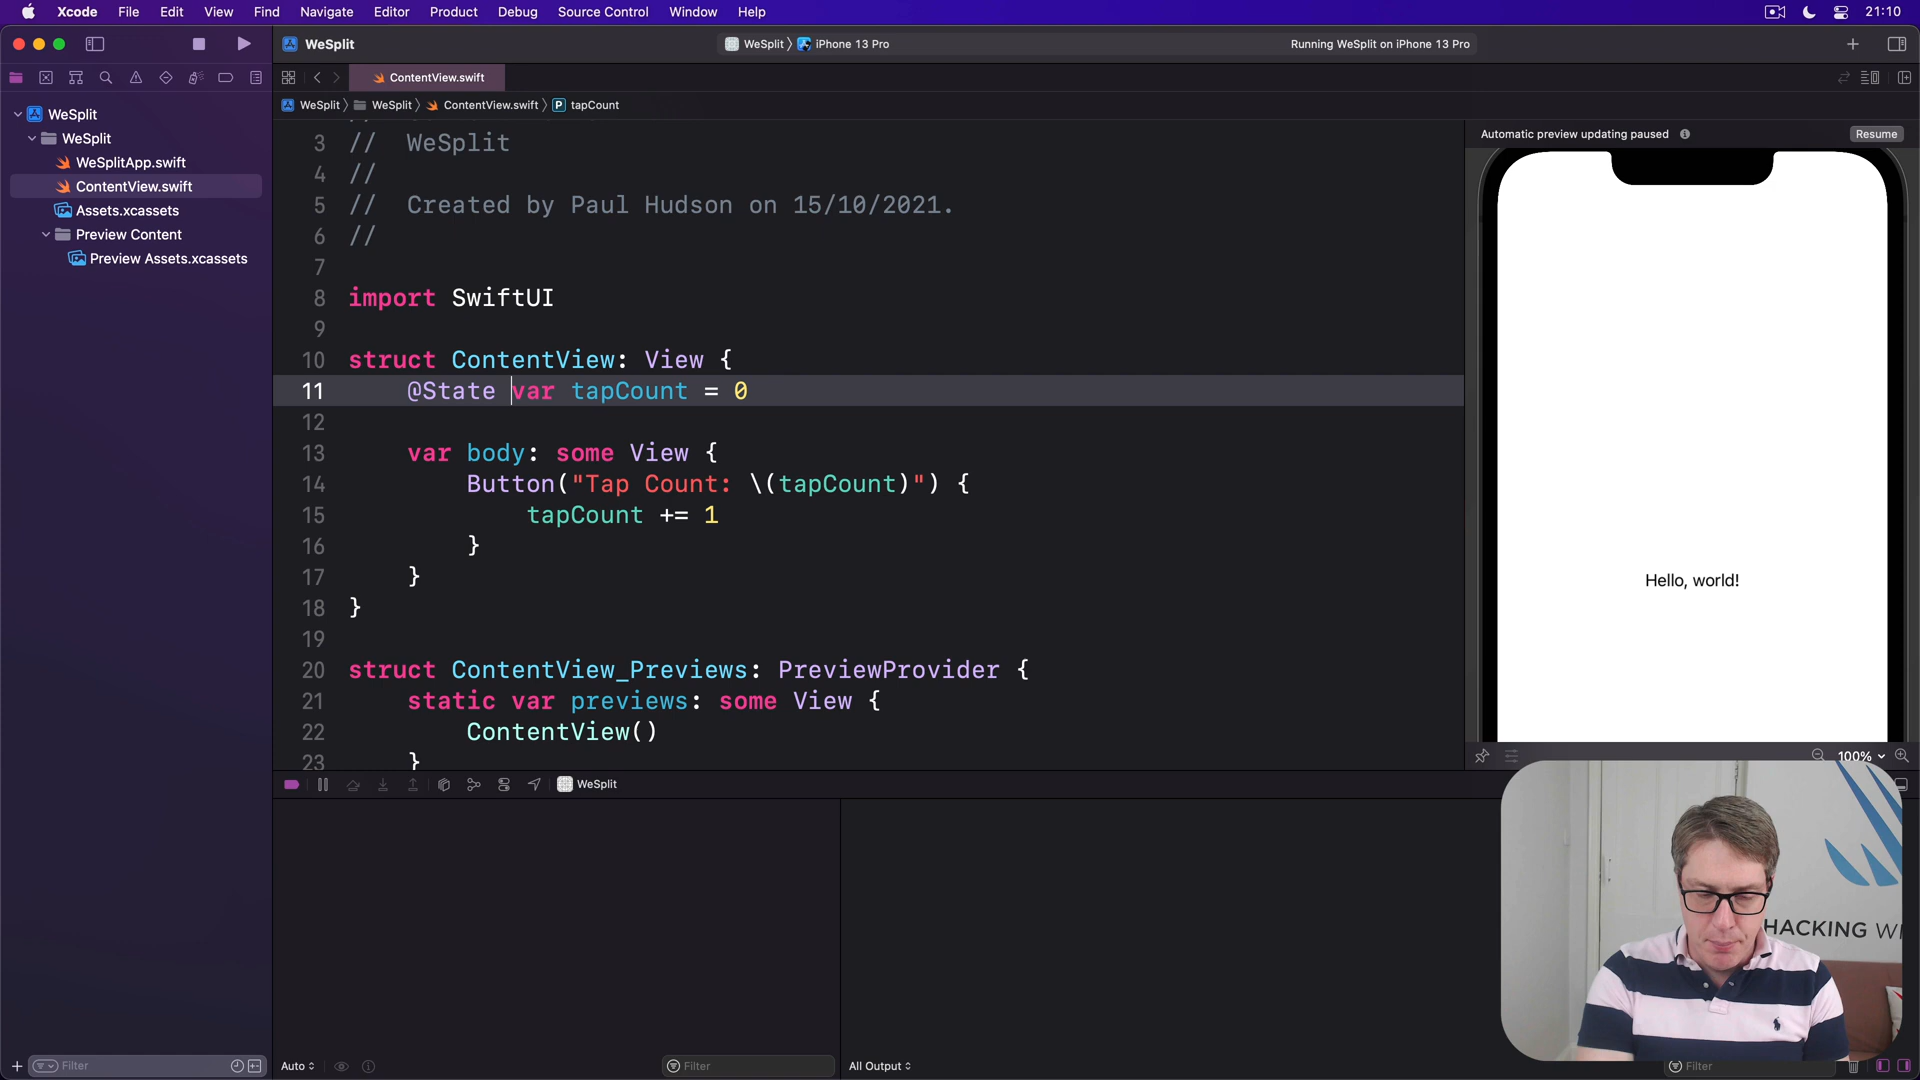 Xcode File Edit View Find Navigate Editor Product Debug Source Control Window Help 21:10
WeSplit
WeSplit iPhone 13 Pro
Running WeSplit on iPhone 13 Pro
ContentView.swift
WeSplit WeSplit ContentView.swift P tapCount
WeSplit
WeSplit
WeSplitApp.swift
ContentView.swift
Assets.xcassets
Preview Content
Preview Assets.xcassets
3 // WeSplit
4 //
5 // Created by Paul Hudson on 15/10/2021.
6 //
7
8 import SwiftUI
9
10 struct ContentView: View {
11 @State var tapCount = 0
12
13 var body: some View {
14 Button("Tap Count: \(tapCount)") {
15 tapCount += 1
16 }
17 }
18 }
19
20 struct ContentView_Previews: PreviewProvider {
21 static var previews: some View {
22 ContentView()
23 }
Automatic preview updating paused
Resume
Hello, world!
100%
WeSplit
HACKING WI
Filter
Auto
Filter
All Output
Filter